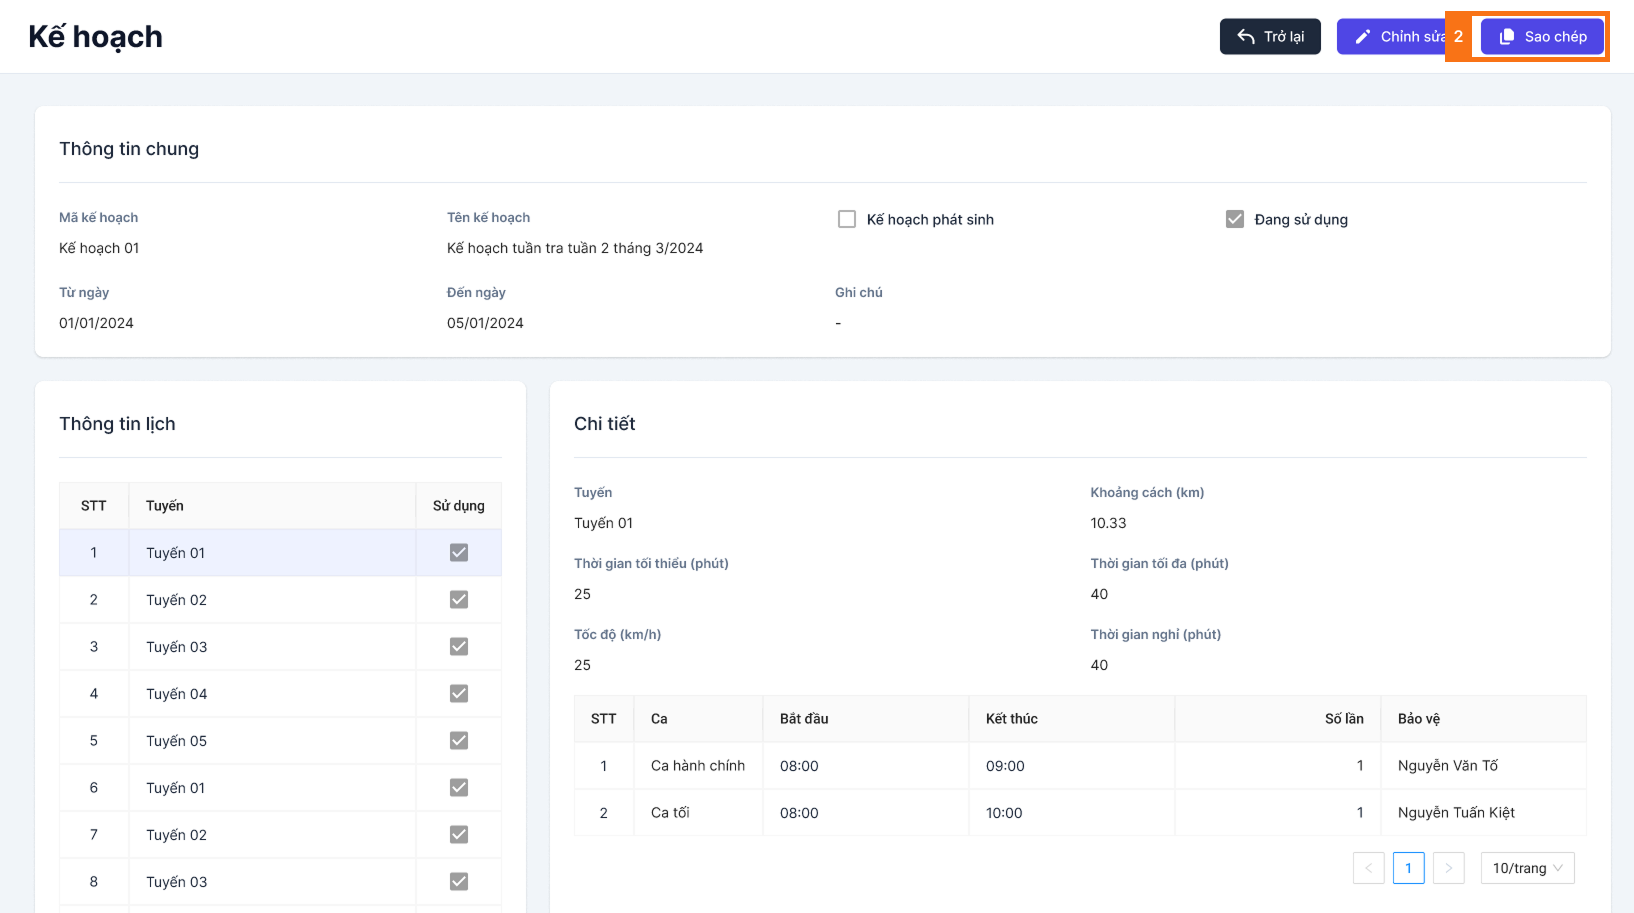 Kế hoạch
Trở lại
Chỉnh sửa
2
Sao chép
Thông tin chung
Mã kế hoạch
Tên kế hoạch
Kế hoạch phát sinh
Đang sử dụng
Kế hoạch 01
Kế hoạch tuần tra tuần 2 tháng 3/2024
Từ ngày
Đến ngày
Ghi chú
01/01/2024
05/01/2024
-
Thông tin lịch
STT Tuyến Sử dụng
1 Tuyến 01
2 Tuyến 02
3 Tuyến 03
4 Tuyến 04
5 Tuyến 05
6 Tuyến 01
7 Tuyến 02
8 Tuyến 03
Chi tiết
Tuyến
Khoảng cách (km)
Tuyến 01
10.33
Thời gian tối thiểu (phút)
Thời gian tối đa (phút)
25
40
Tốc độ (km/h)
Thời gian nghỉ (phút)
25
40
STT Ca Bắt đầu Kết thúc Số lần Bảo vệ
1 Ca hành chính 08:00 09:00 1 Nguyễn Văn Tố
2 Ca tối 08:00 10:00 1 Nguyễn Tuấn Kiệt
< 1 > 10/trang